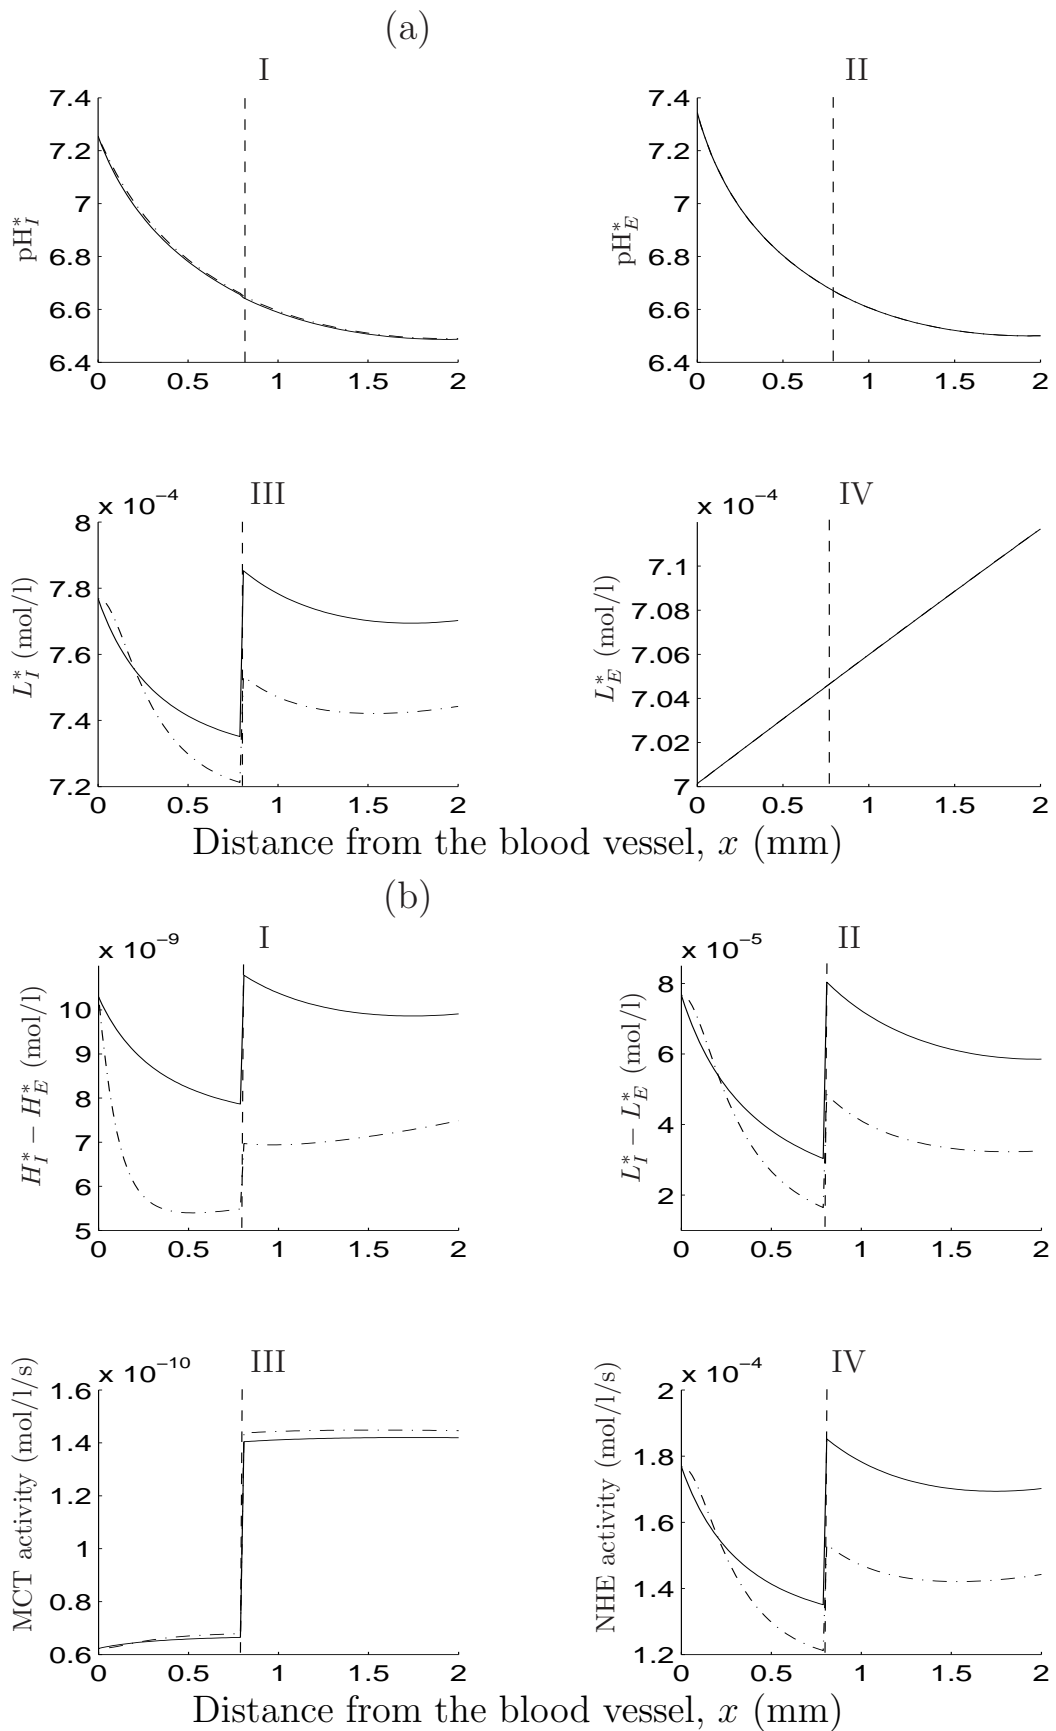 (a)
I
pH*_I
7.4
7.2
7
6.8
6.6
6.4
0 0.5 1 1.5 2
II
pH*_E
7.4
7.2
7
6.8
6.6
6.4
0 0.5 1 1.5 2
III
x 10^−4
L*_I (mol/l)
8
7.8
7.6
7.4
7.2
0 0.5 1 1.5 2
IV
x 10^−4
L*_E (mol/l)
7.1
7.08
7.06
7.04
7.02
7
0 0.5 1 1.5 2
Distance from the blood vessel, x (mm)
(b)
I
x 10^−9
H*_I − H*_E (mol/l)
10
9
8
7
6
5
0 0.5 1 1.5 2
II
x 10^−5
L*_I − L*_E (mol/l)
8
6
4
2
0 0.5 1 1.5 2
III
x 10^−10
MCT activity (mol/l/s)
1.6
1.4
1.2
1
0.8
0.6
0 0.5 1 1.5 2
IV
x 10^−4
NHE activity (mol/l/s)
2
1.8
1.6
1.4
1.2
0 0.5 1 1.5 2
Distance from the blood vessel, x (mm)